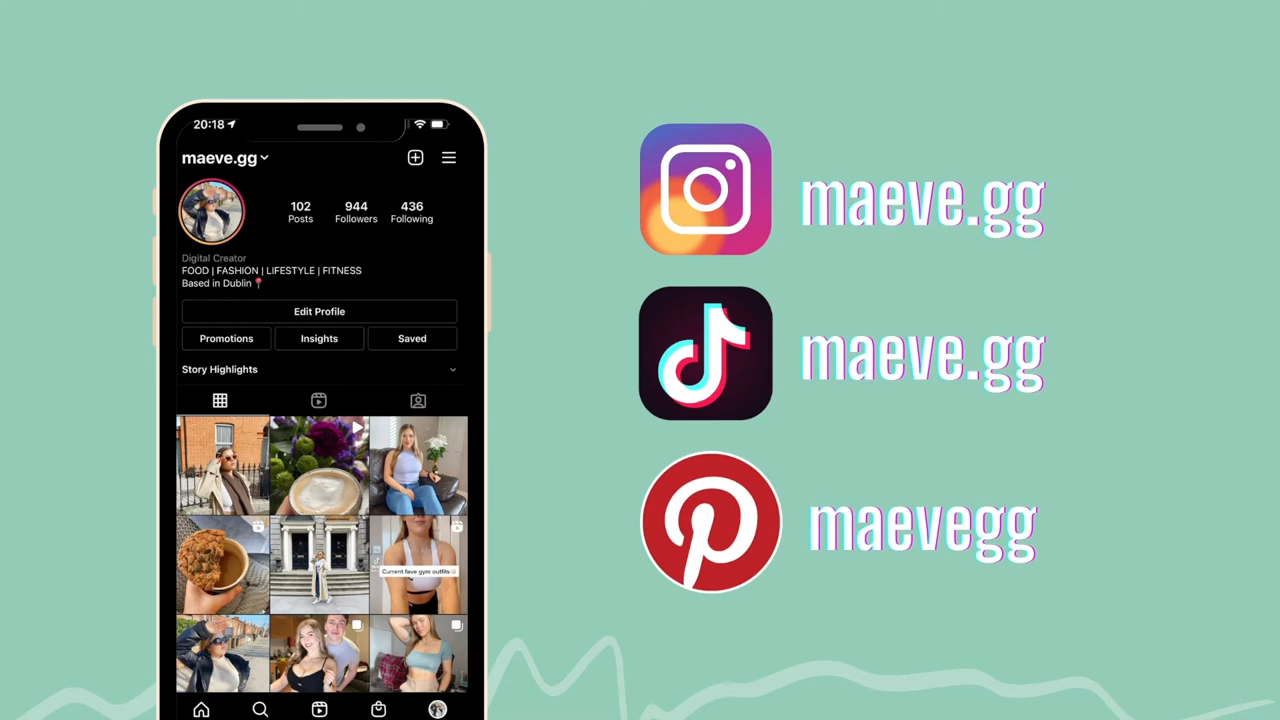 20:18
maeve.gg
102 944 436
Posts Followers Following
Digital Creator
FOOD | FASHION | LIFESTYLE | FITNESS
Based in Dublin📍
Edit Profile
Promotions Insights Saved
Story Highlights
Current fave gym outfits
maeve.gg
maeve.gg
maevegg